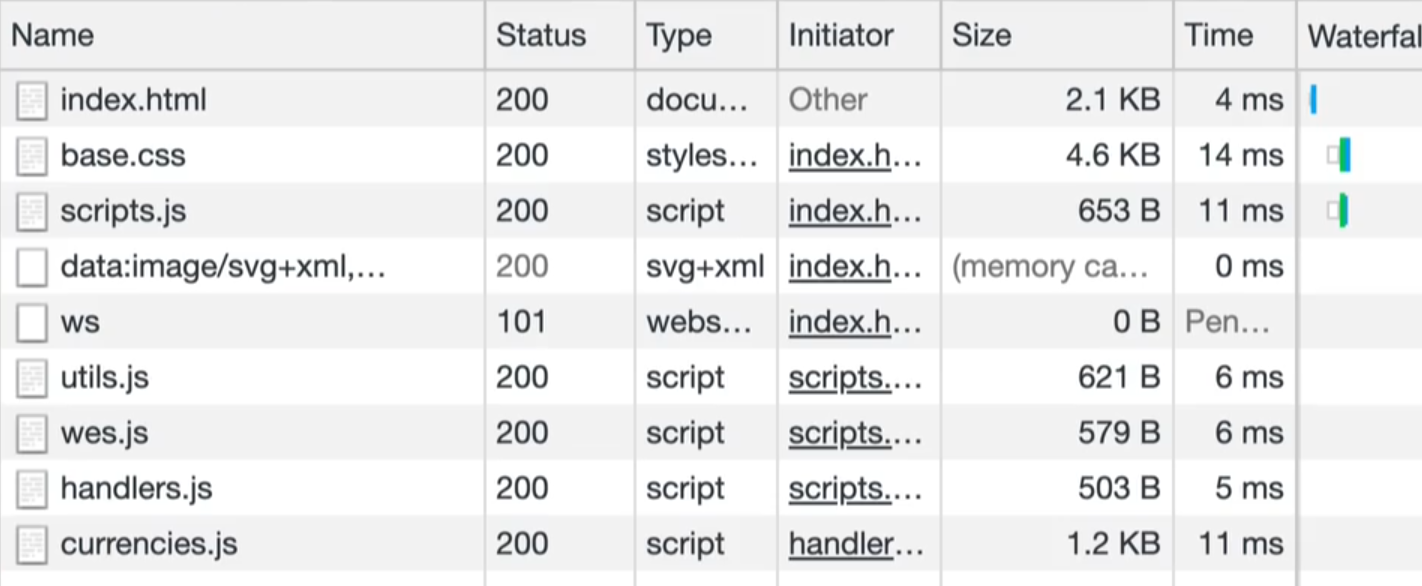 Name Status Type Initiator Size Time Waterfal
index.html 200 docu... Other 2.1 KB 4 ms
base.css 200 styles... index.h... 4.6 KB 14 ms
scripts.js 200 script index.h... 653 B 11 ms
data:image/svg+xml,... 200 svg+xml index.h... (memory ca... 0 ms
ws 101 webs... index.h... 0 B Pen...
utils.js 200 script scripts.... 621 B 6 ms
wes.js 200 script scripts.... 579 B 6 ms
handlers.js 200 script scripts.... 503 B 5 ms
currencies.js 200 script handler... 1.2 KB 11 ms